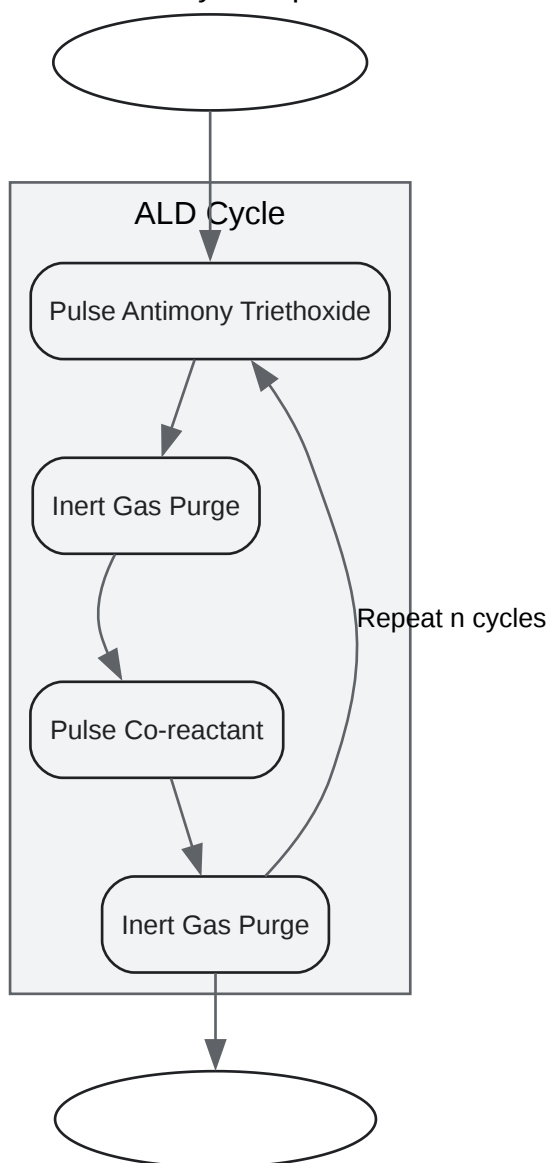 ALD Cycle
Pulse Antimony Triethoxide
Inert Gas Purge
Repeat n cycles
Pulse Co-reactant
Inert Gas Purge